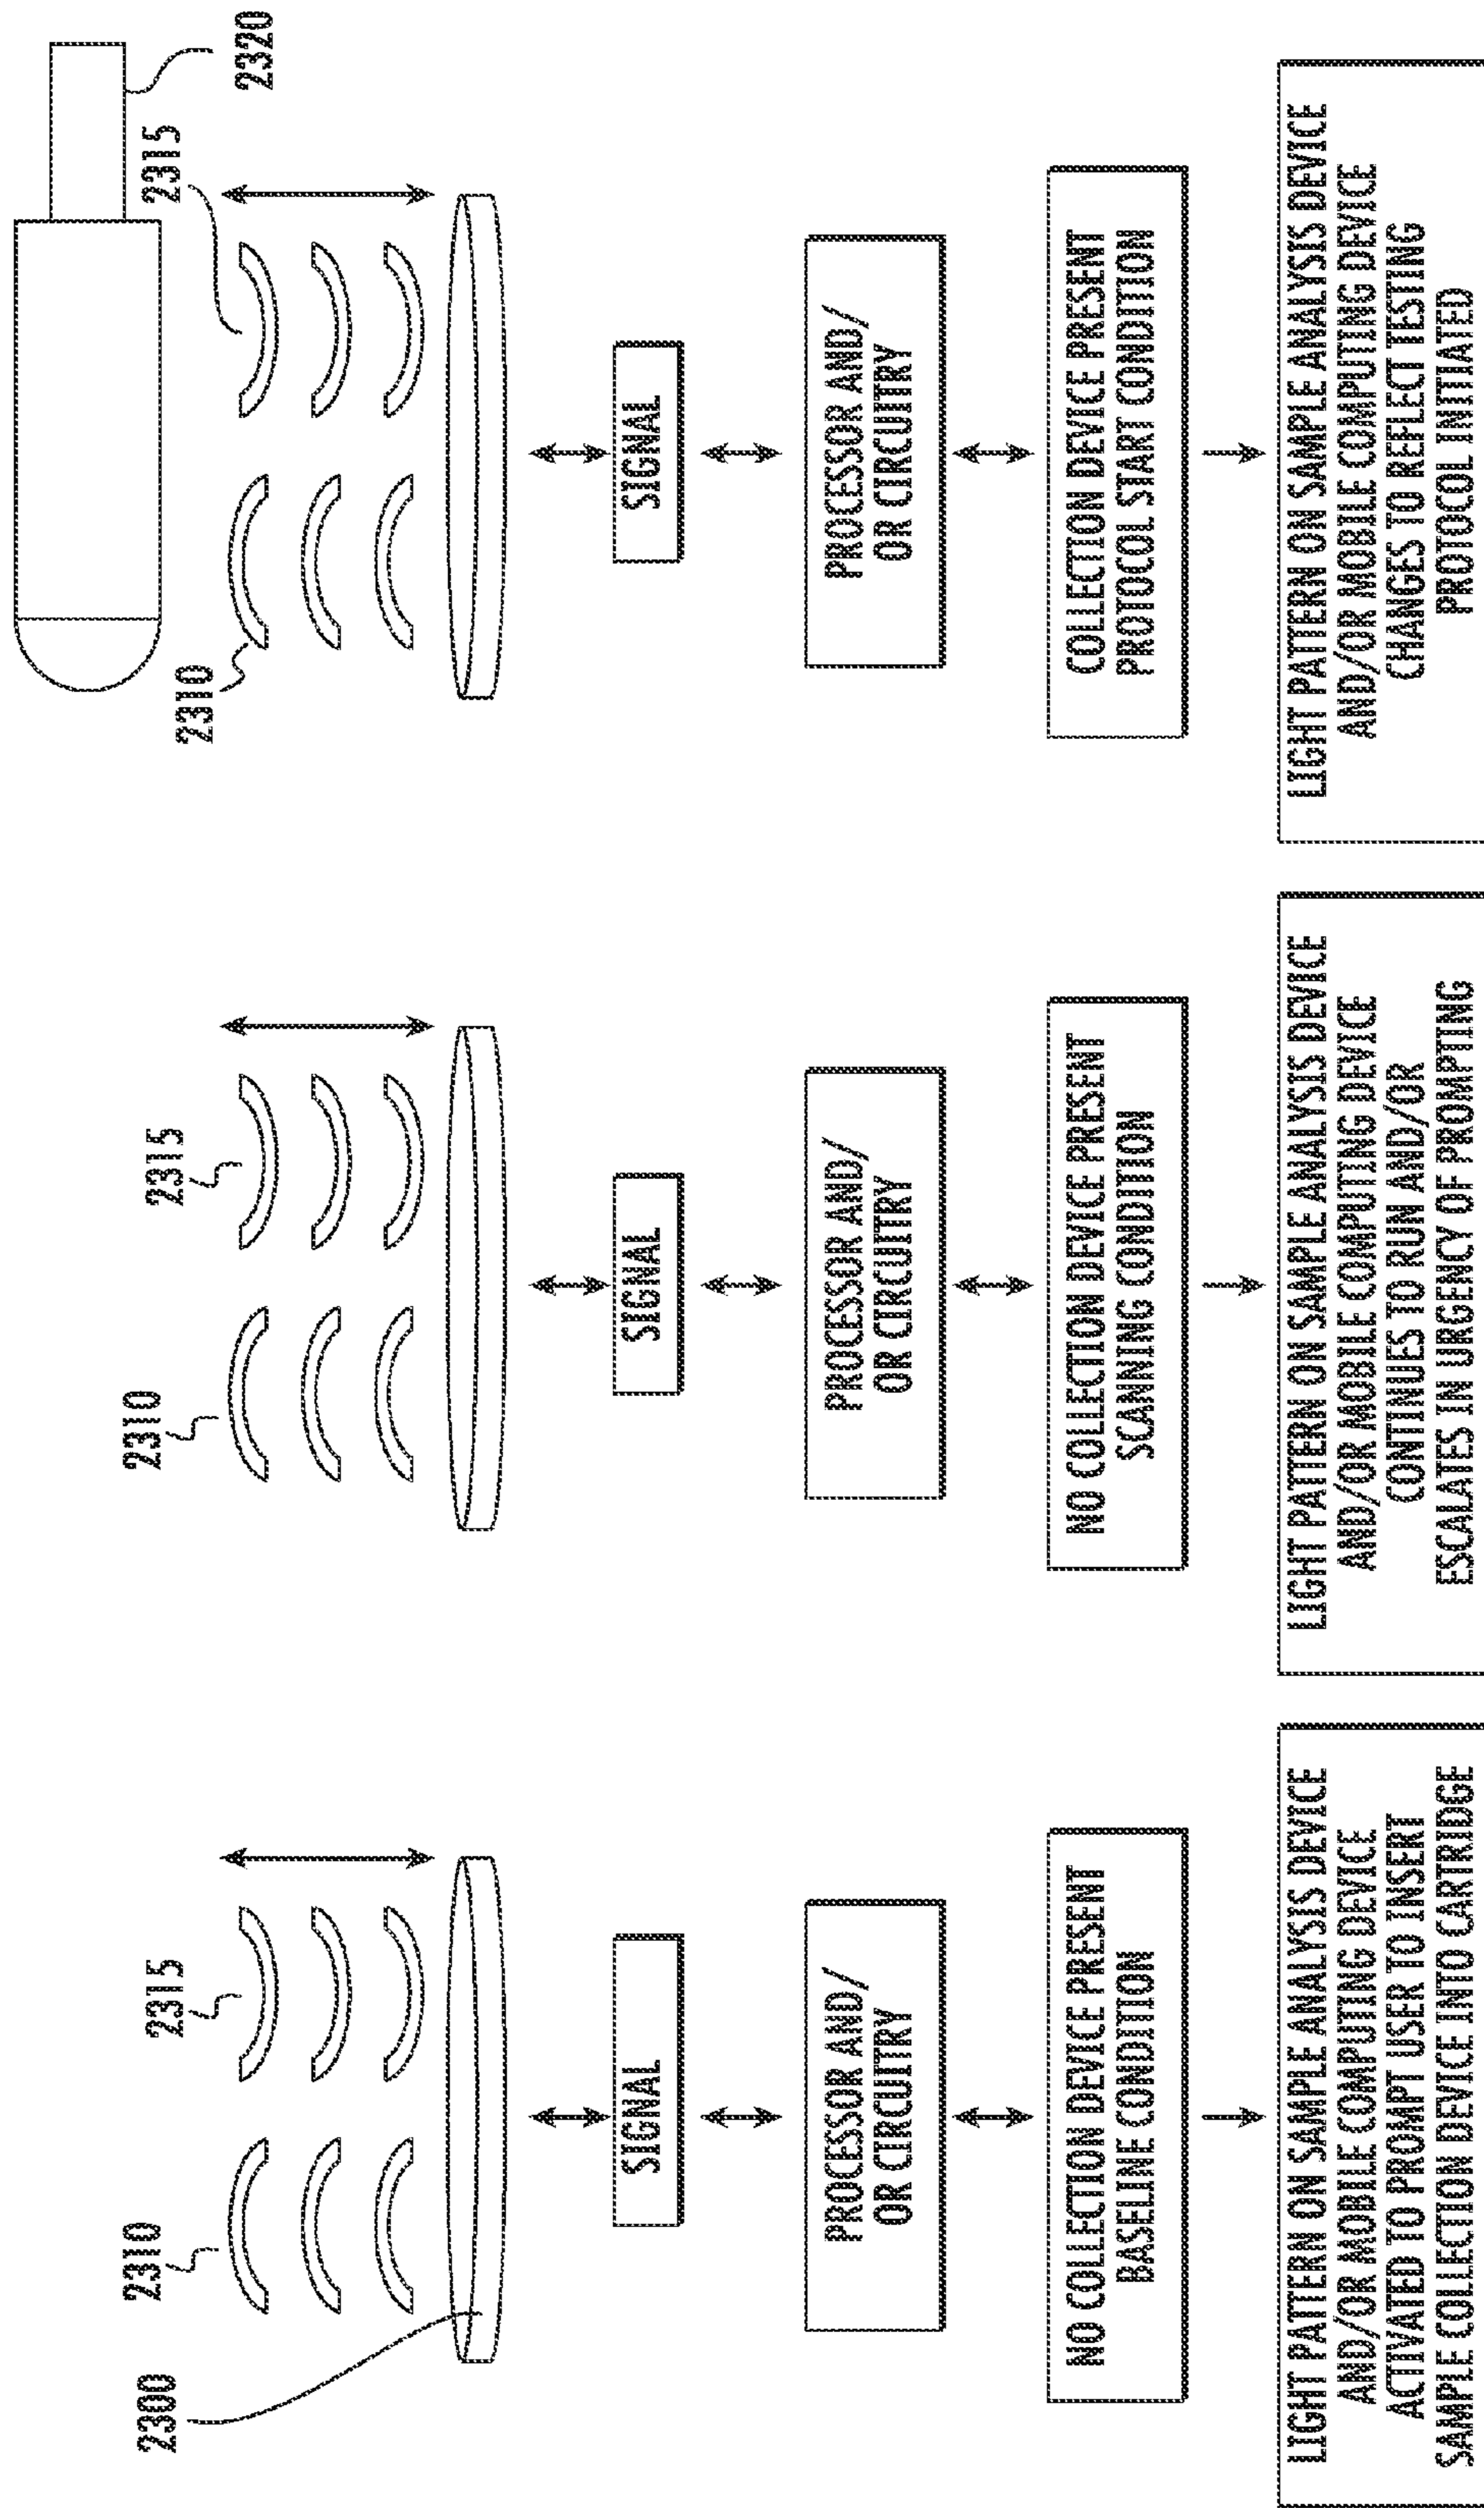 2300
2310
2315
SIGNAL
PROCESSOR AND/
OR CIRCUITRY
NO COLLECTION DEVICE PRESENT
BASELINE CONDITION
LIGHT PATTERN ON SAMPLE ANALYSIS DEVICE
AND/OR MOBILE COMPUTING DEVICE
ACTIVATED TO PROMPT USER TO INSERT
SAMPLE COLLECTION DEVICE INTO CARTRIDGE
2310
2315
SIGNAL
PROCESSOR AND/
OR CIRCUITRY
NO COLLECTION DEVICE PRESENT
SCANNING CONDITION
LIGHT PATTERN ON SAMPLE ANALYSIS DEVICE
AND/OR MOBILE COMPUTING DEVICE
CONTINUES TO RUN AND/OR
ESCALATES IN URGENCY OF PROMPTING
2310
2315
2320
SIGNAL
PROCESSOR AND/
OR CIRCUITRY
COLLECTION DEVICE PRESENT
PROTOCOL START CONDITION
LIGHT PATTERN ON SAMPLE ANALYSIS DEVICE
AND/OR MOBILE COMPUTING DEVICE
CHANGES TO REFLECT TESTING
PROTOCOL INITIATED